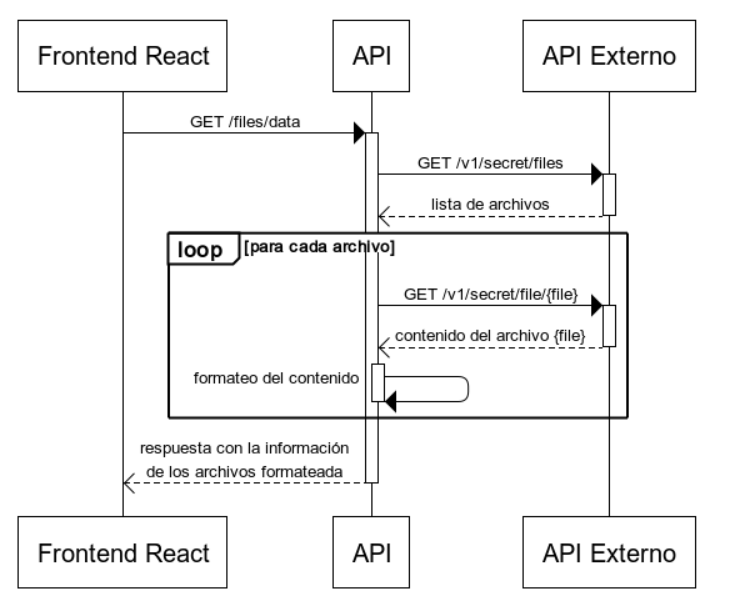 Frontend React
API
API Externo
GET /files/data
GET /v1/secret/files
lista de archivos
loop
[para cada archivo]
GET /v1/secret/file/{file}
contenido del archivo {file}
formateo del contenido
respuesta con la información
de los archivos formateada
Frontend React
API
API Externo